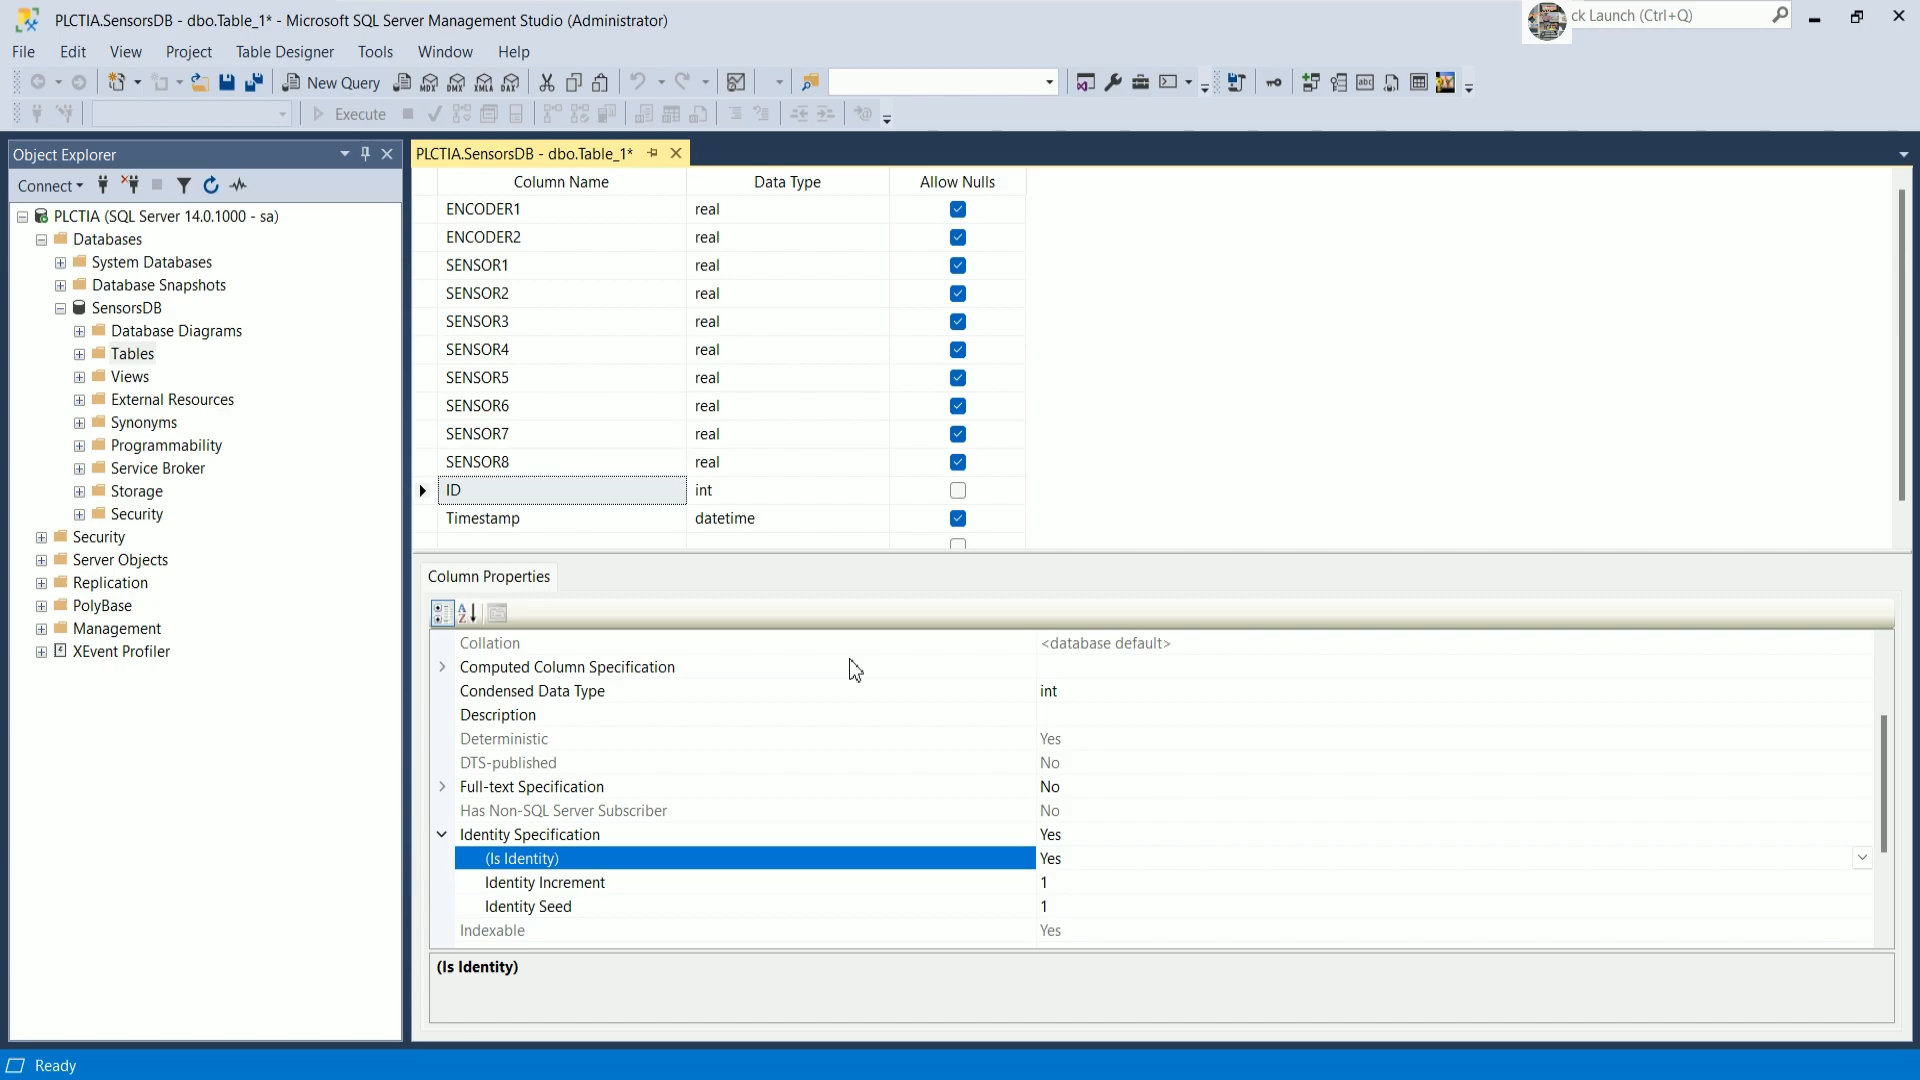 PLCTIA.SensorsDB - dbo.Table_1* - Microsoft SQL Server Management Studio (Administrator)
ck Launch (Ctrl+Q)
File Edit View Project Table Designer Tools Window Help
New Query MDX DMX XMLA DAX abc
Execute
Object Explorer
PLCTIA.SensorsDB - dbo.Table_1*
Connect
PLCTIA (SQL Server 14.0.1000 - sa)
Databases
System Databases
Database Snapshots
SensorsDB
Database Diagrams
Tables
Views
External Resources
Synonyms
Programmability
Service Broker
Storage
Security
Security
Server Objects
Replication
PolyBase
Management
XEvent Profiler
Column Name Data Type Allow Nulls
ENCODER1 real
ENCODER2 real
SENSOR1 real
SENSOR2 real
SENSOR3 real
SENSOR4 real
SENSOR5 real
SENSOR6 real
SENSOR7 real
SENSOR8 real
ID int
Timestamp datetime
Column Properties
Collation <database default>
Computed Column Specification
Condensed Data Type int
Description
Deterministic Yes
DTS-published No
Full-text Specification No
Has Non-SQL Server Subscriber No
Identity Specification Yes
(Is Identity) Yes
Identity Increment 1
Identity Seed 1
Indexable Yes
(Is Identity)
Ready